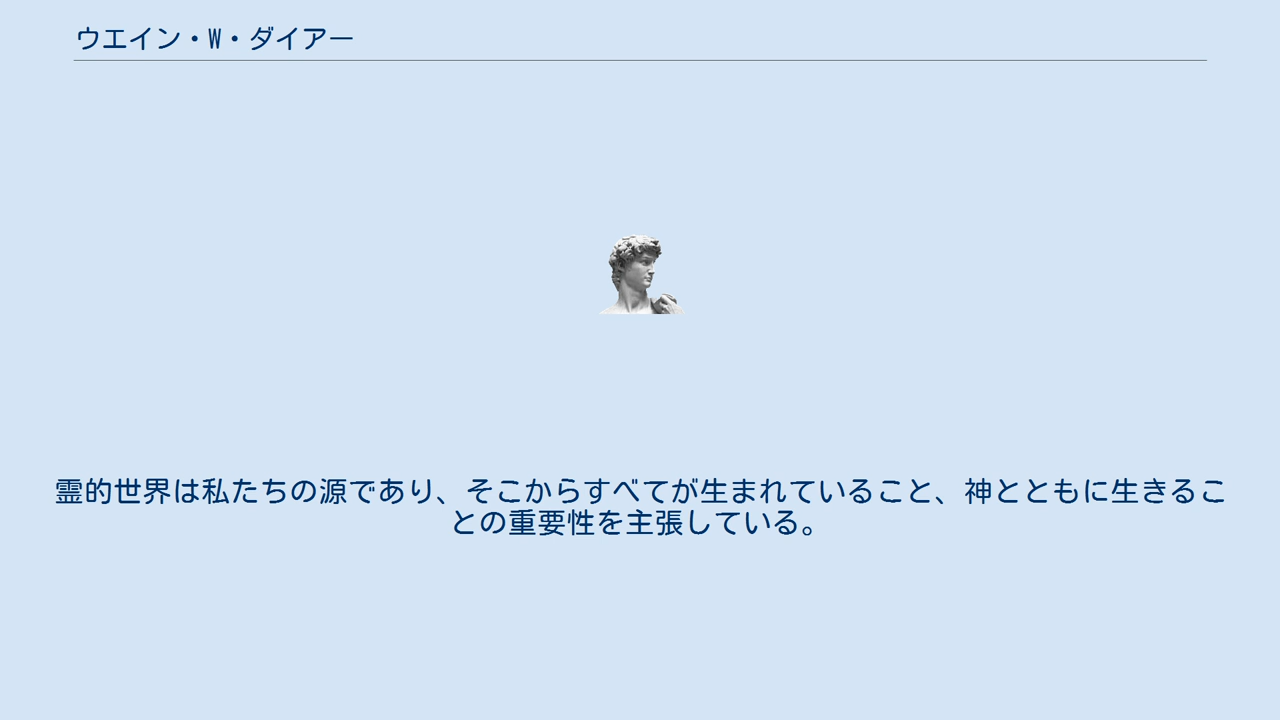 ウエイン・W・ダイアー
霊的世界は私たちの源であり、そこからすべてが生まれていること、神とともに生きるこ
との重要性を主張している。